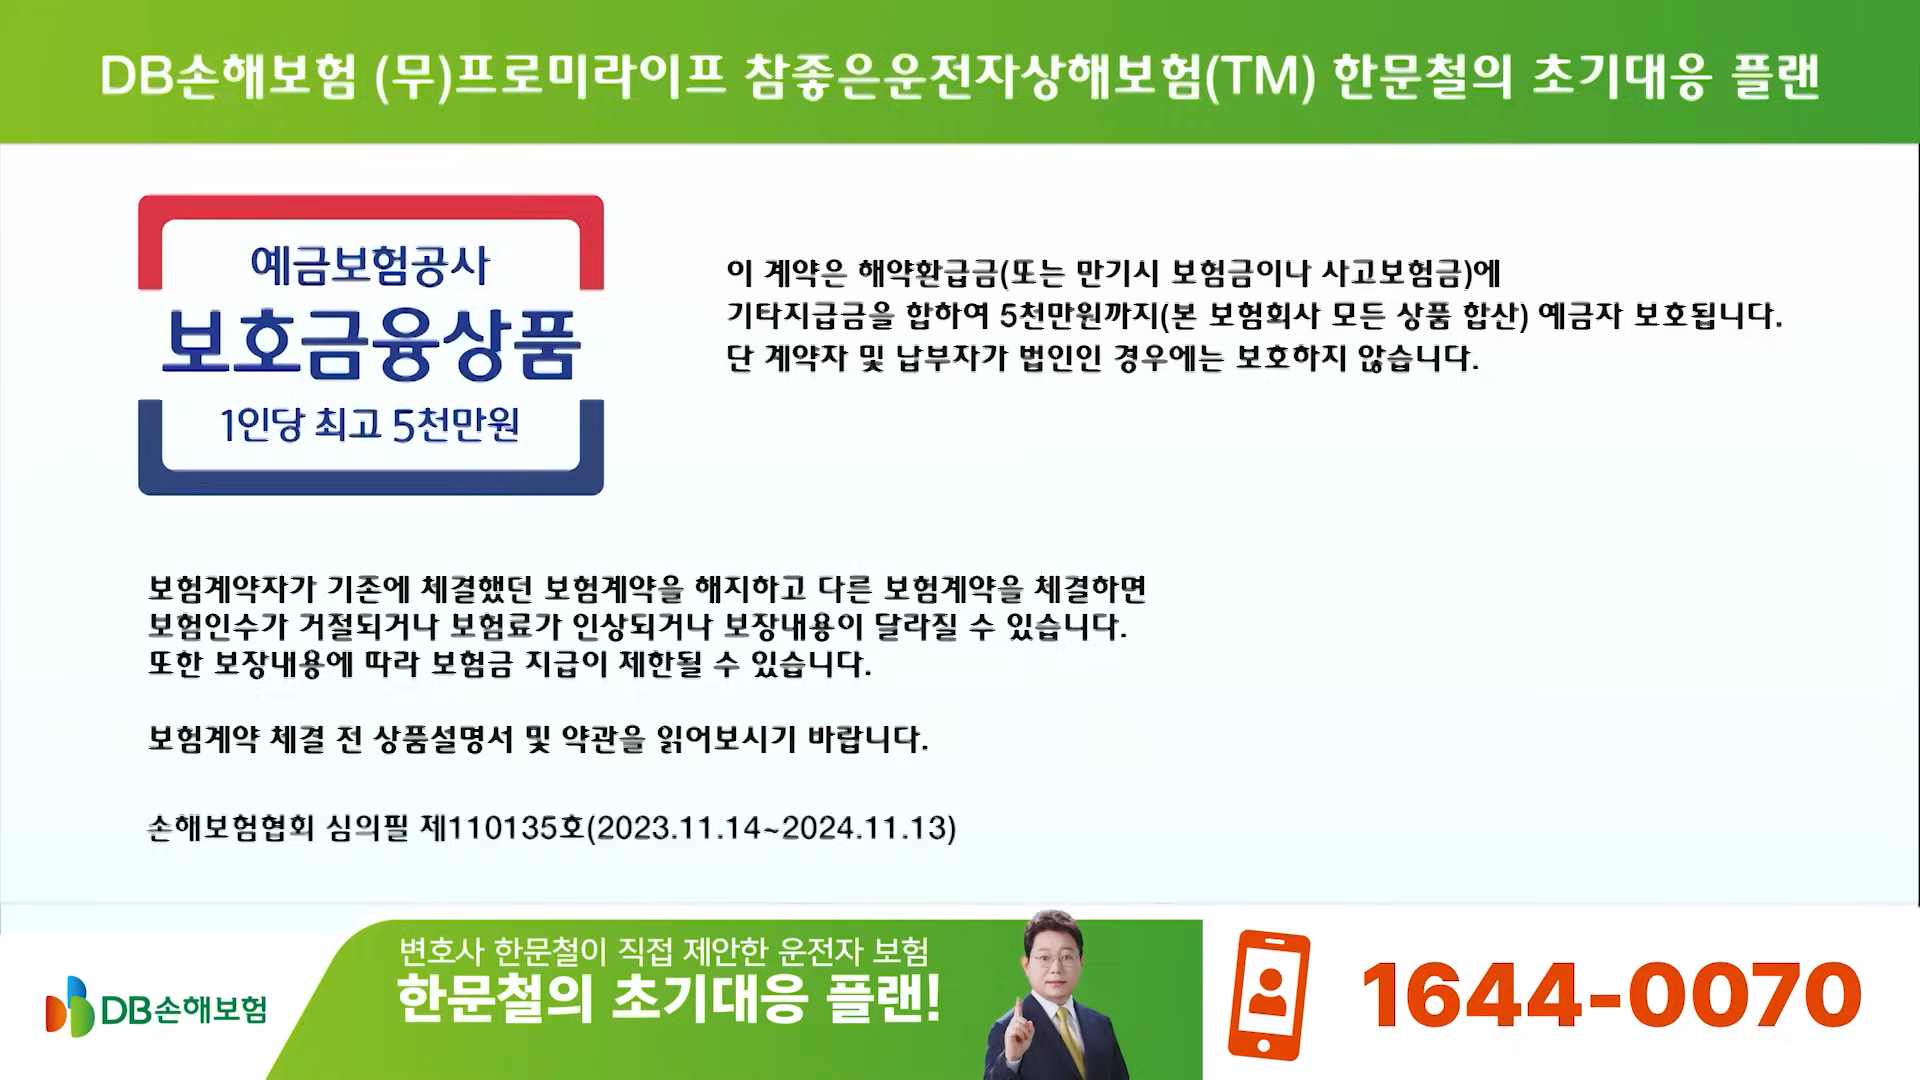 DB손해보험 (무)프로미라이프 참좋은운전자상해보험(TM) 한문철의 초기대응 플랜
예금보험공사
보호금융상품
1인당 최고 5천만원
이 계약은 해약환급금(또는 만기시 보험금이나 사고보험금)에
기타지급금을 합하여 5천만원까지(본 보험회사 모든 상품 합산) 예금자 보호됩니다.
단 계약자 및 납부자가 법인인 경우에는 보호하지 않습니다.
보험계약자가 기존에 체결했던 보험계약을 해지하고 다른 보험계약을 체결하면
보험인수가 거절되거나 보험료가 인상되거나 보장내용이 달라질 수 있습니다.
또한 보장내용에 따라 보험금 지급이 제한될 수 있습니다.
보험계약 체결 전 상품설명서 및 약관을 읽어보시기 바랍니다.
손해보험협회 심의필 제110135호(2023.11.14~2024.11.13)
DB손해보험
변호사 한문철이 직접 제안한 운전자 보험
한문철의 초기대응 플랜!
1644-0070